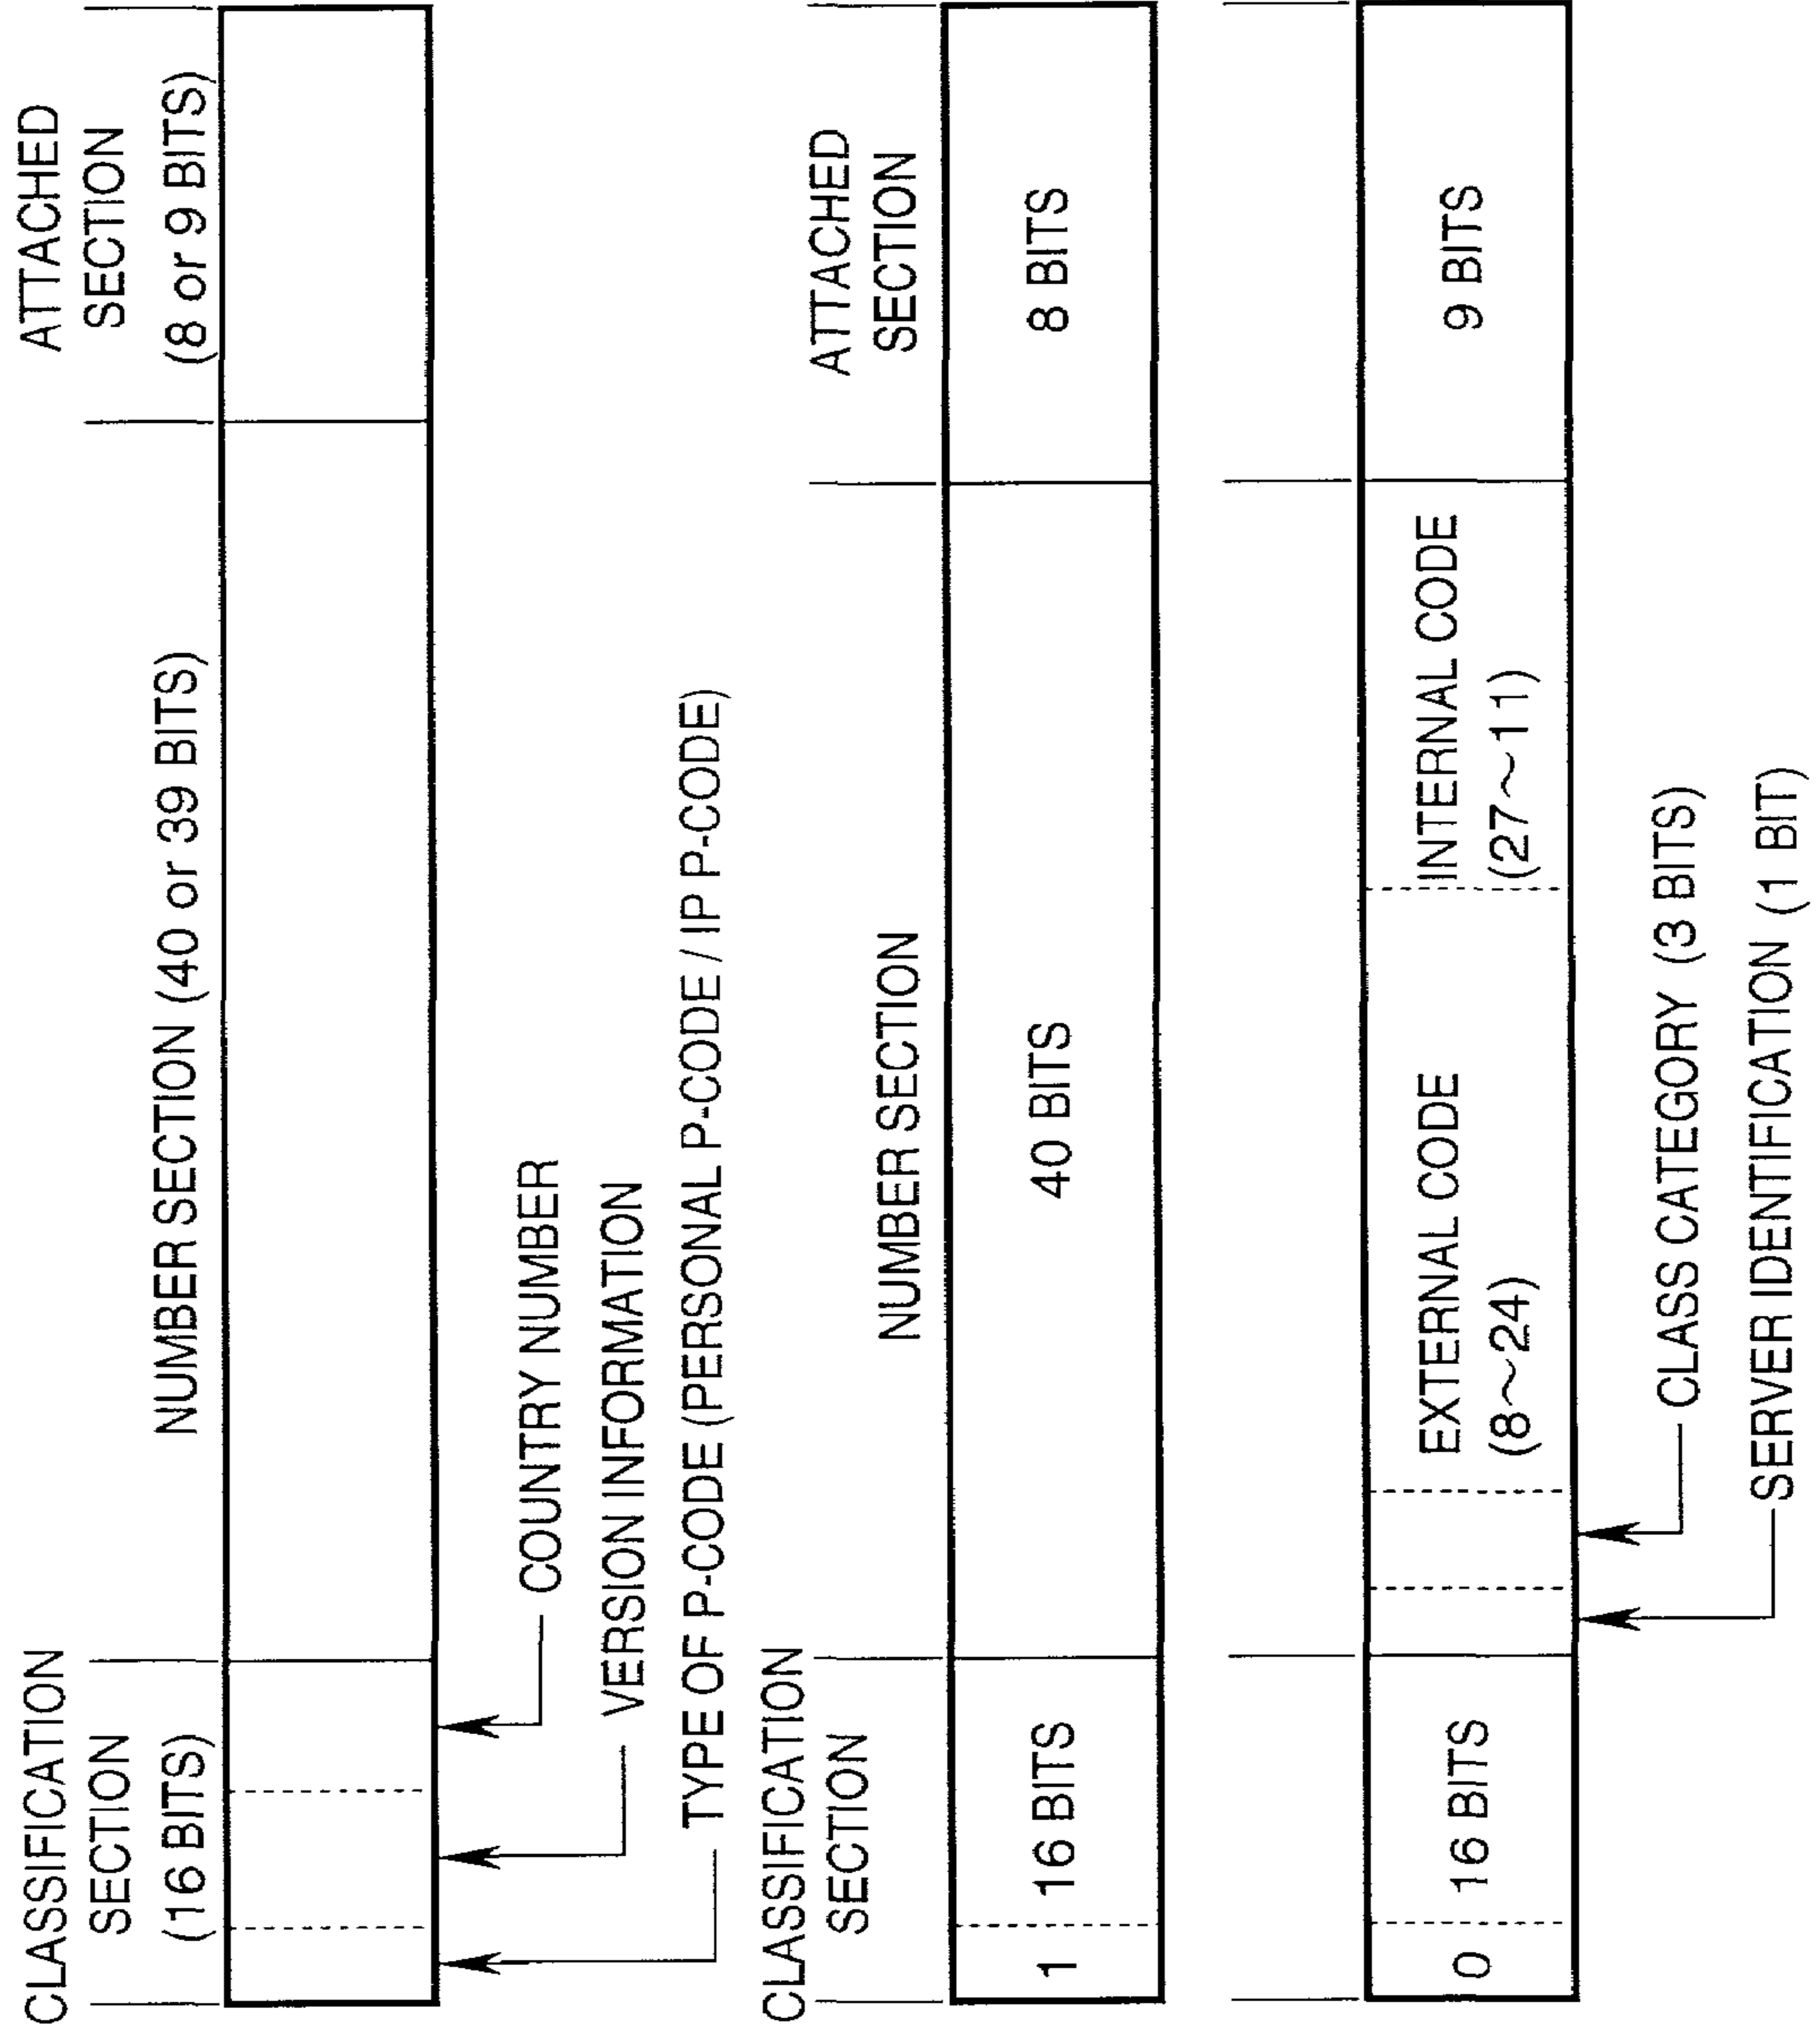 CLASSIFICATION
SECTION
(16 BITS)
NUMBER SECTION (40 or 39 BITS)
ATTACHED
SECTION
(8 or 9 BITS)
COUNTRY NUMBER
VERSION INFORMATION
TYPE OF P-CODE (PERSONAL P-CODE / IP P-CODE)
CLASSIFICATION
SECTION
NUMBER SECTION
ATTACHED
SECTION
1 16 BITS 40 BITS 8 BITS
0 16 BITS
EXTERNAL CODE
(8~24)
INTERNAL CODE
(27~11)
9 BITS
CLASS CATEGORY (3 BITS)
SERVER IDENTIFICATION (1 BIT)